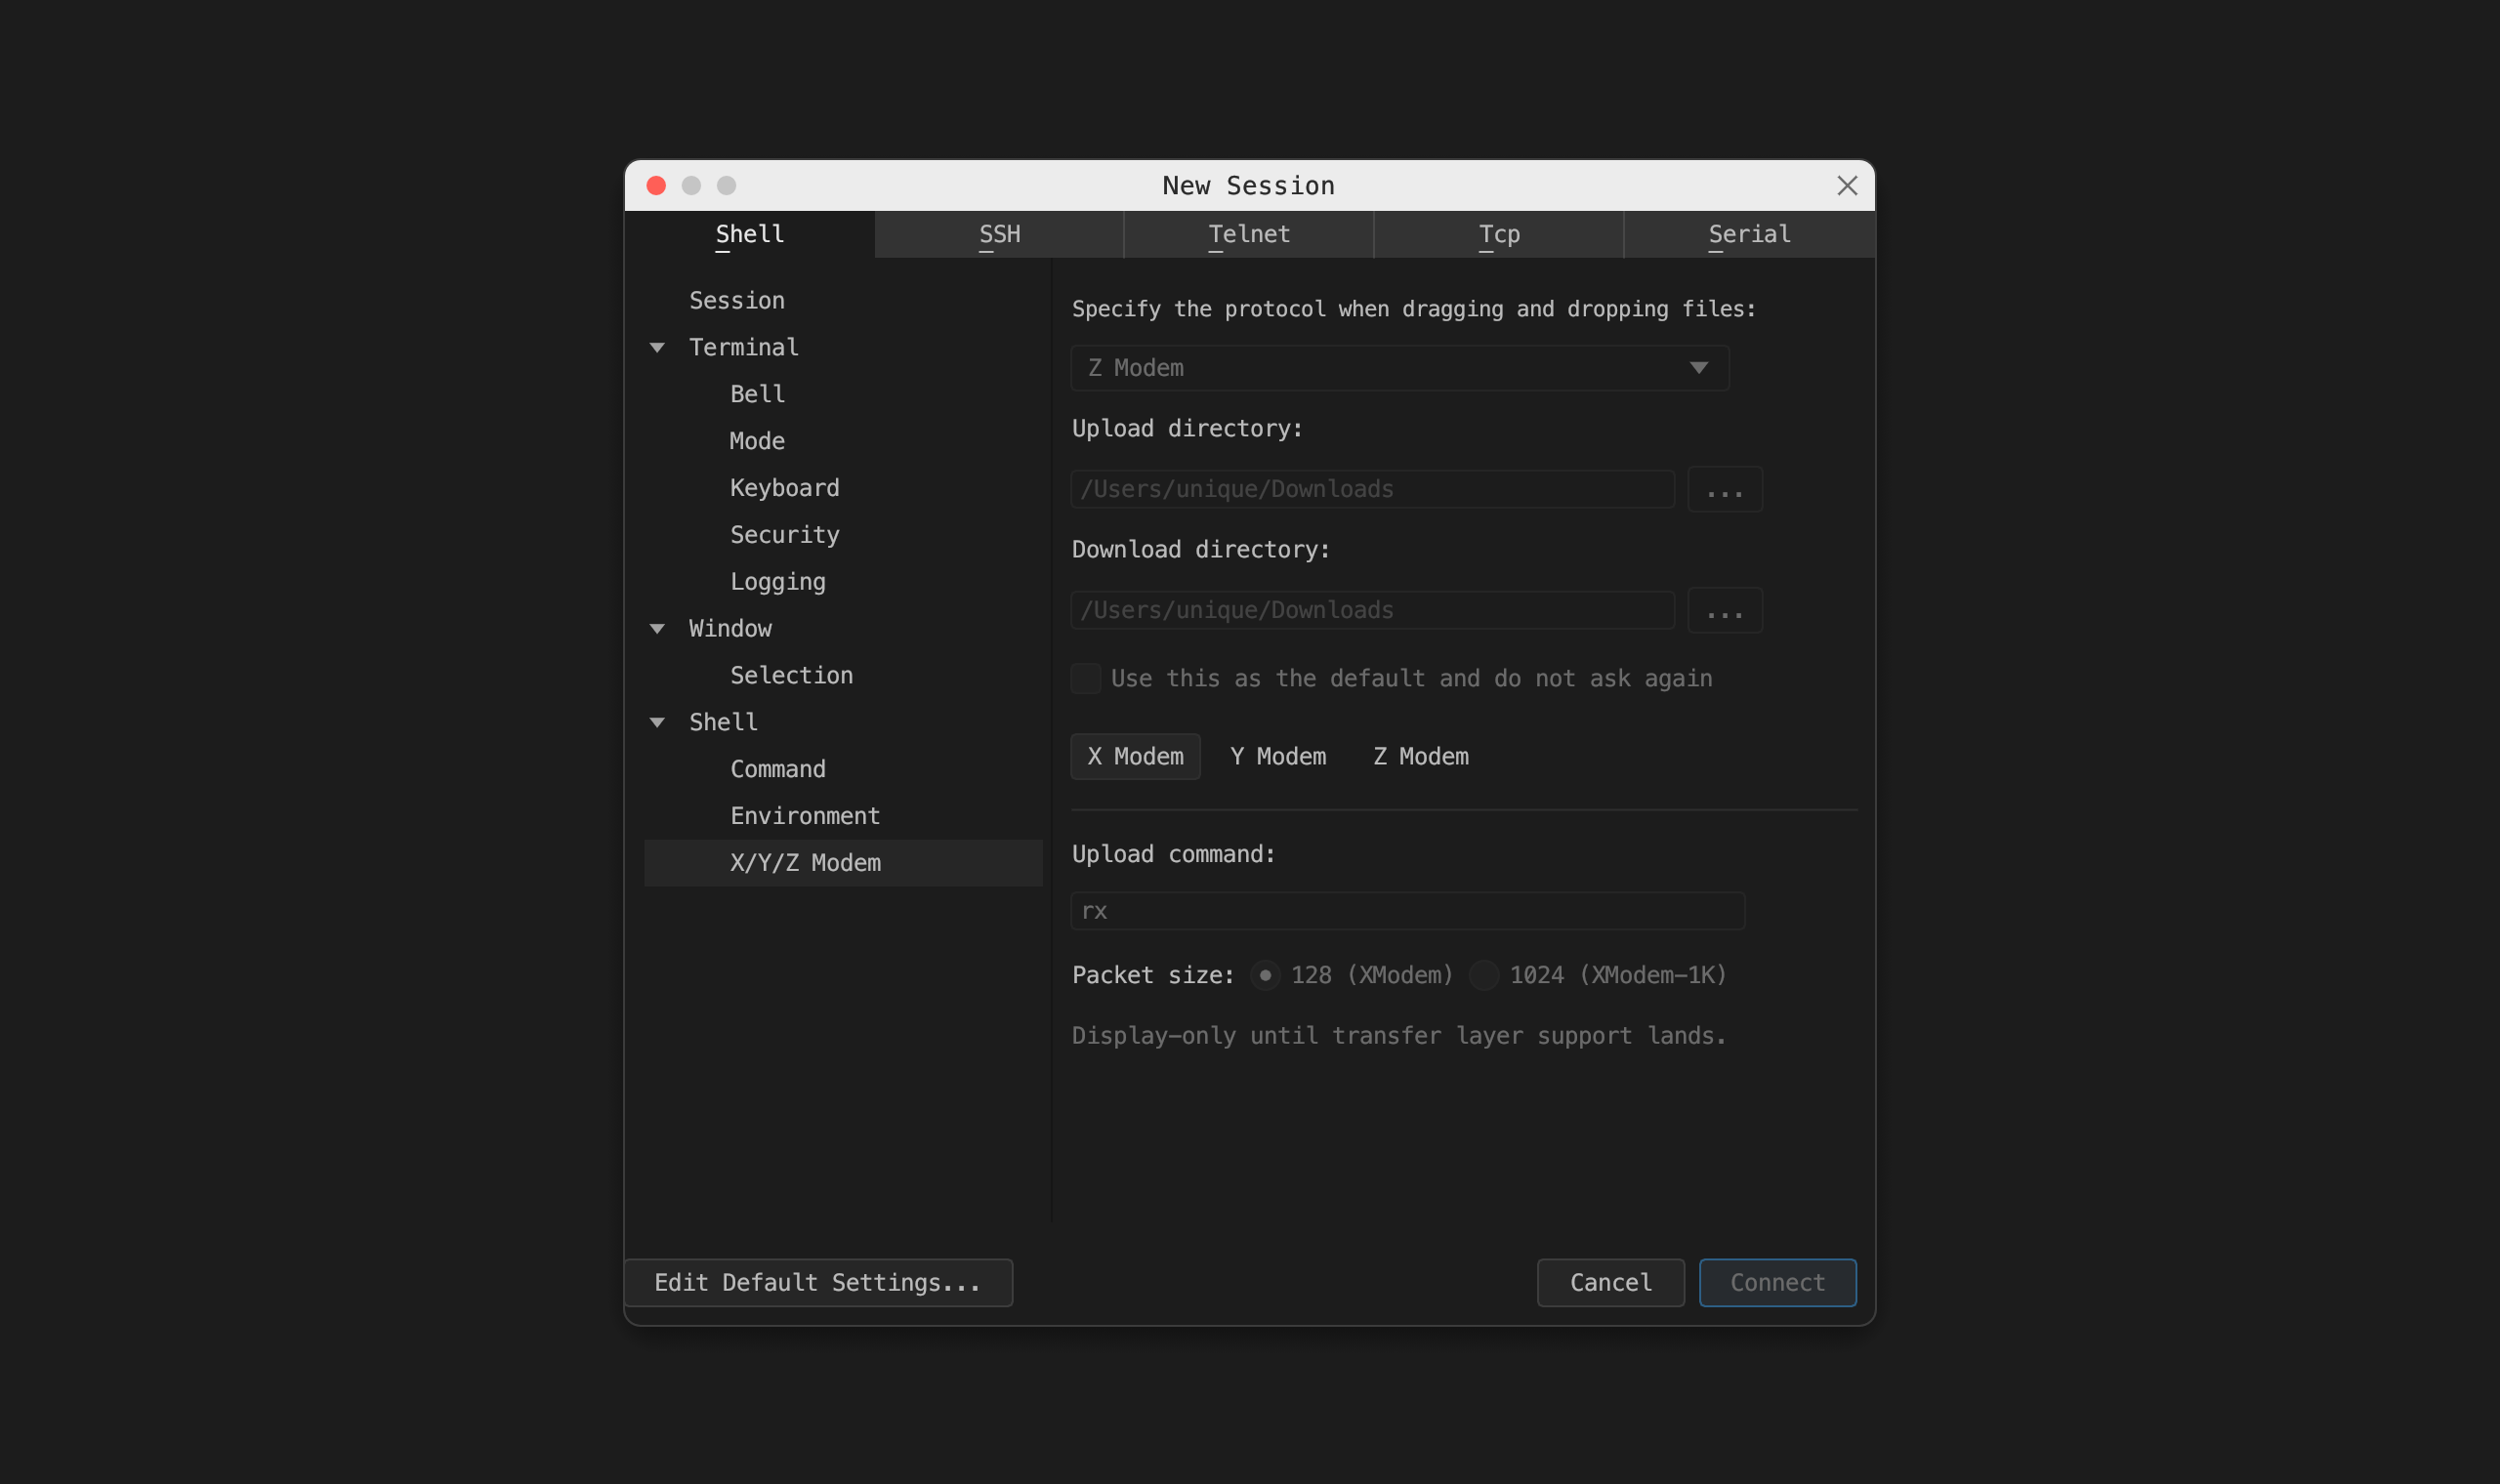 New Session
Shell SSH Telnet Tcp Serial
Session
Terminal
Bell
Mode
Keyboard
Security
Logging
Window
Selection
Shell
Command
Environment
X/Y/Z Modem
Specify the protocol when dragging and dropping files:
Z Modem
Upload directory:
/Users/unique/Downloads ...
Download directory:
/Users/unique/Downloads ...
Use this as the default and do not ask again
X Modem Y Modem Z Modem
Upload command:
rx
Packet size: 128 (XModem) 1024 (XModem-1K)
Display-only until transfer layer support lands.
Edit Default Settings... Cancel Connect